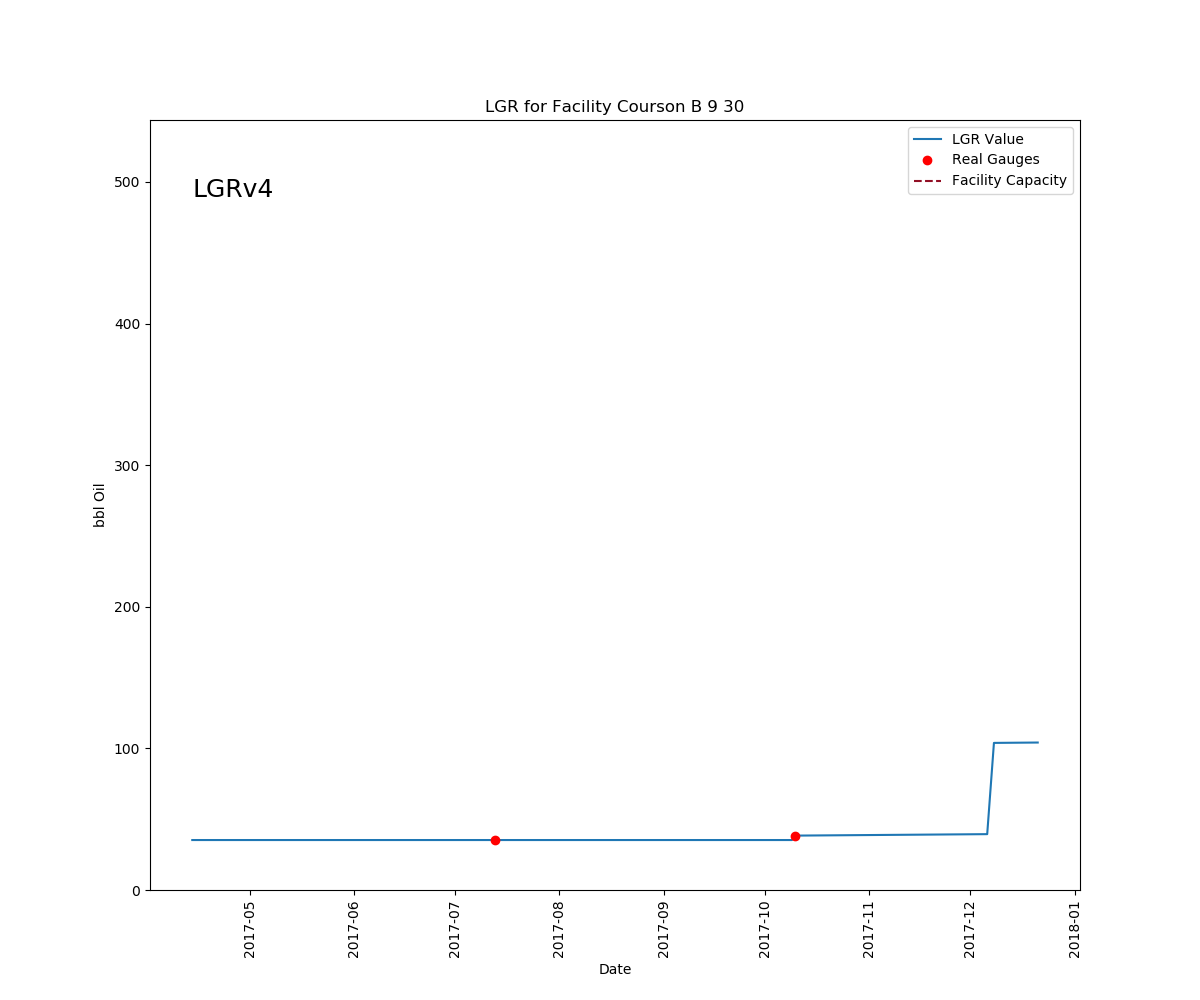 LGR for Facility Courson B 9 30
LGR Value
Real Gauges
Facility Capacity
LGRv4
500
400
300
200
100
0
bbl Oil
2017-05
2017-06
2017-07
2017-08
2017-09
2017-10
2017-11
2017-12
2018-01
Date